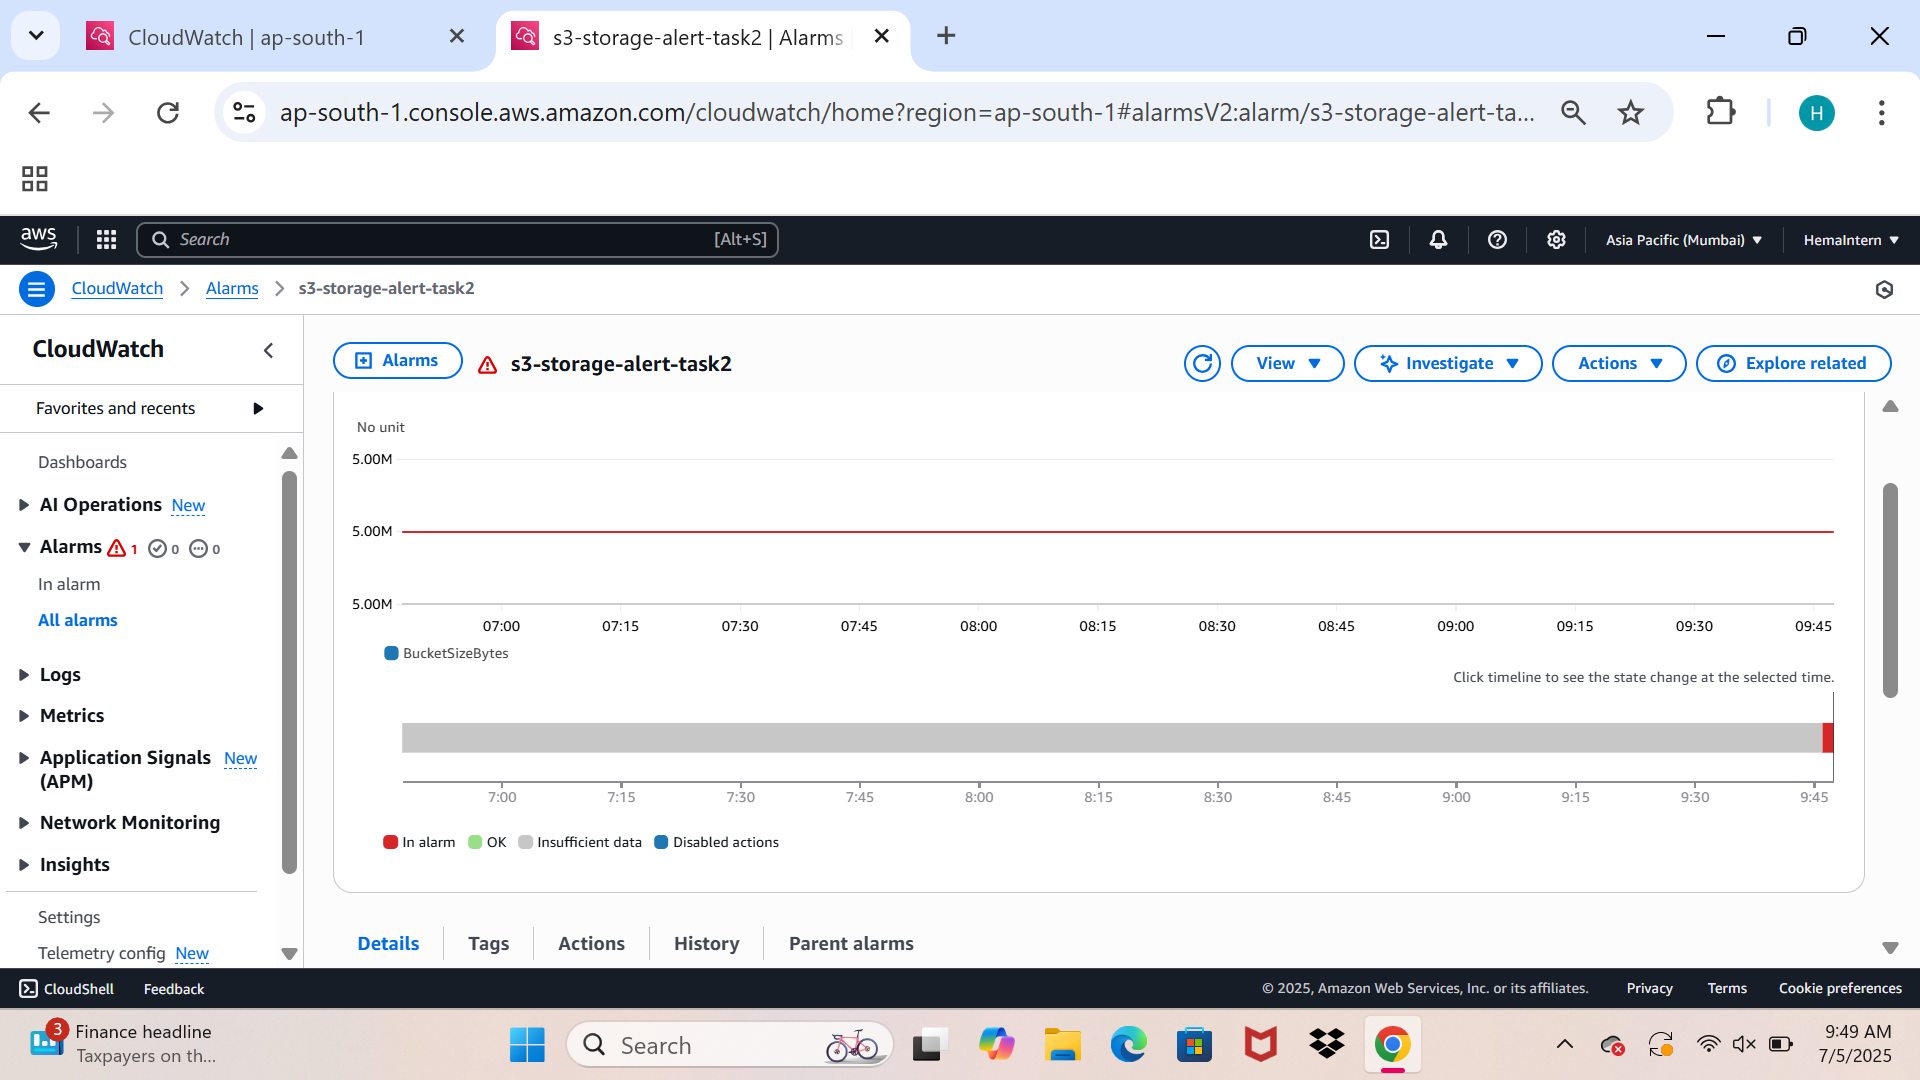 CloudWatch | ap-south-1
s3-storage-alert-task2 | Alarms
ap-south-1.console.aws.amazon.com/cloudwatch/home?region=ap-south-1#alarmsV2:alarm/s3-storage-alert-ta...
H
aws
Search
[Alt+S]
Asia Pacific (Mumbai)
HemaIntern
CloudWatch
Alarms
s3-storage-alert-task2
CloudWatch
Favorites and recents
Dashboards
AI Operations New
Alarms 1 0 0
In alarm
All alarms
Logs
Metrics
Application Signals New
(APM)
Network Monitoring
Insights
Settings
Telemetry config New
Alarms
s3-storage-alert-task2
View
Investigate
Actions
Explore related
No unit
5.00M
5.00M
5.00M
07:00 07:15 07:30 07:45 08:00 08:15 08:30 08:45 09:00 09:15 09:30 09:45
BucketSizeBytes
Click timeline to see the state change at the selected time.
7:00 7:15 7:30 7:45 8:00 8:15 8:30 8:45 9:00 9:15 9:30 9:45
In alarm OK Insufficient data Disabled actions
Details Tags Actions History Parent alarms
CloudShell Feedback
© 2025, Amazon Web Services, Inc. or its affiliates. Privacy Terms Cookie preferences
3
Finance headline
Taxpayers on th...
Search
9:49 AM
7/5/2025